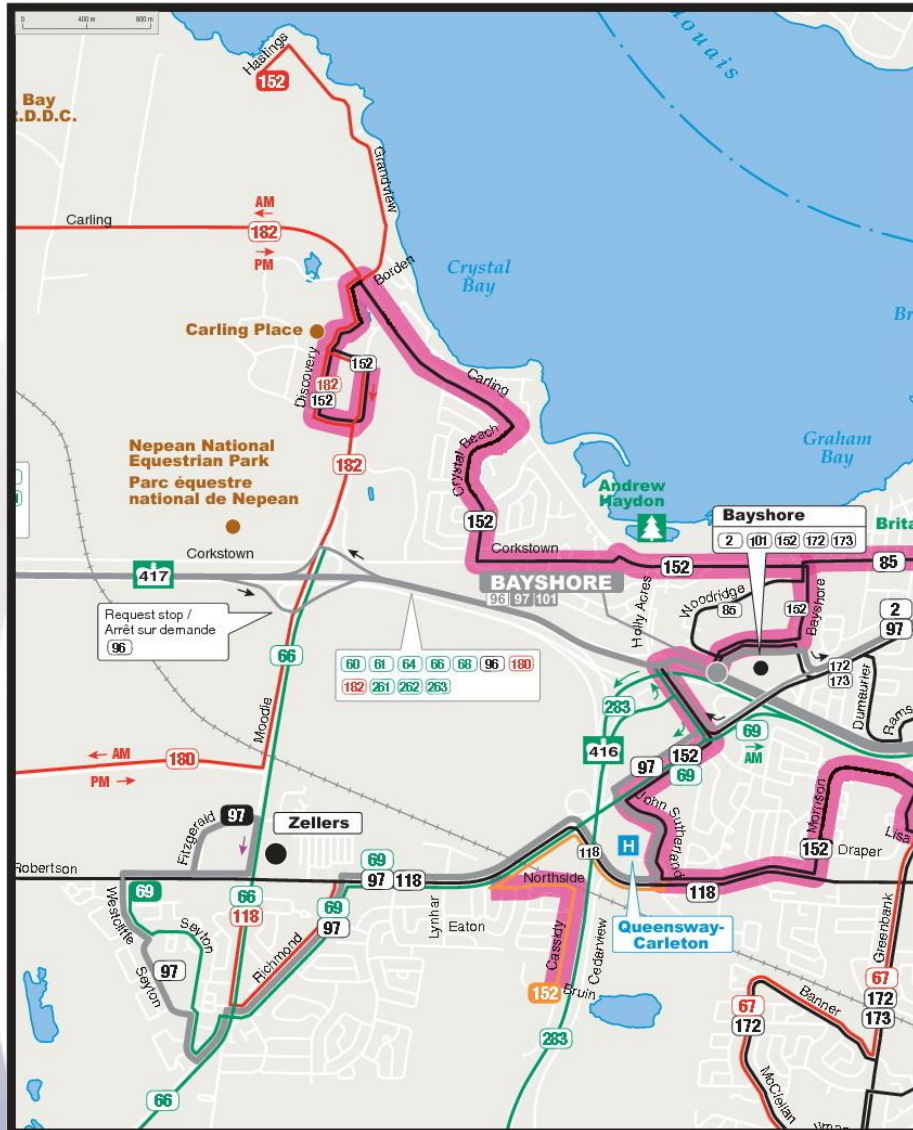 0 400 m 800 m
Hastings
152
Bay
R.D.D.C.
Grandview
AM
Carling
182
PM
Borden
Crystal
Bay
Carling Place
Discovery
152
182
152
Carling
Crystal Beach
182
Nepean National
Equestrian Park
Parc équestre
national de Nepean
Graham
Bay
Andrew
Haydon
Bayshore
2 101 152 172 173
152
Corkstown
Corkstown
152
85
417
BAYSHORE
96 97 101
Holly Acres
Woodridge
85
152
Bayshore
2
97
Request stop /
Arrêt sur demande
96
60 61 64 66 68 96 180
182 261 262 263
66
172
173
Dumaurier
283
69
AM
416
Moodie
AM
180
PM
97
152
69
John Sutherland
Morrison
Lisa
Fitzgerald
97
Zellers
152
Draper
Robertson
69
97 118
118
H
118
Northside
69
66
118
69
97
Westcliffe
Seyton
Richmond
Lynhar
Eaton
Cassidy
Cedarview
Queensway-
Carleton
Greenbank
Seyton
97
152
Bruin
283
67
172
Banner
67
172
173
McClellan
66